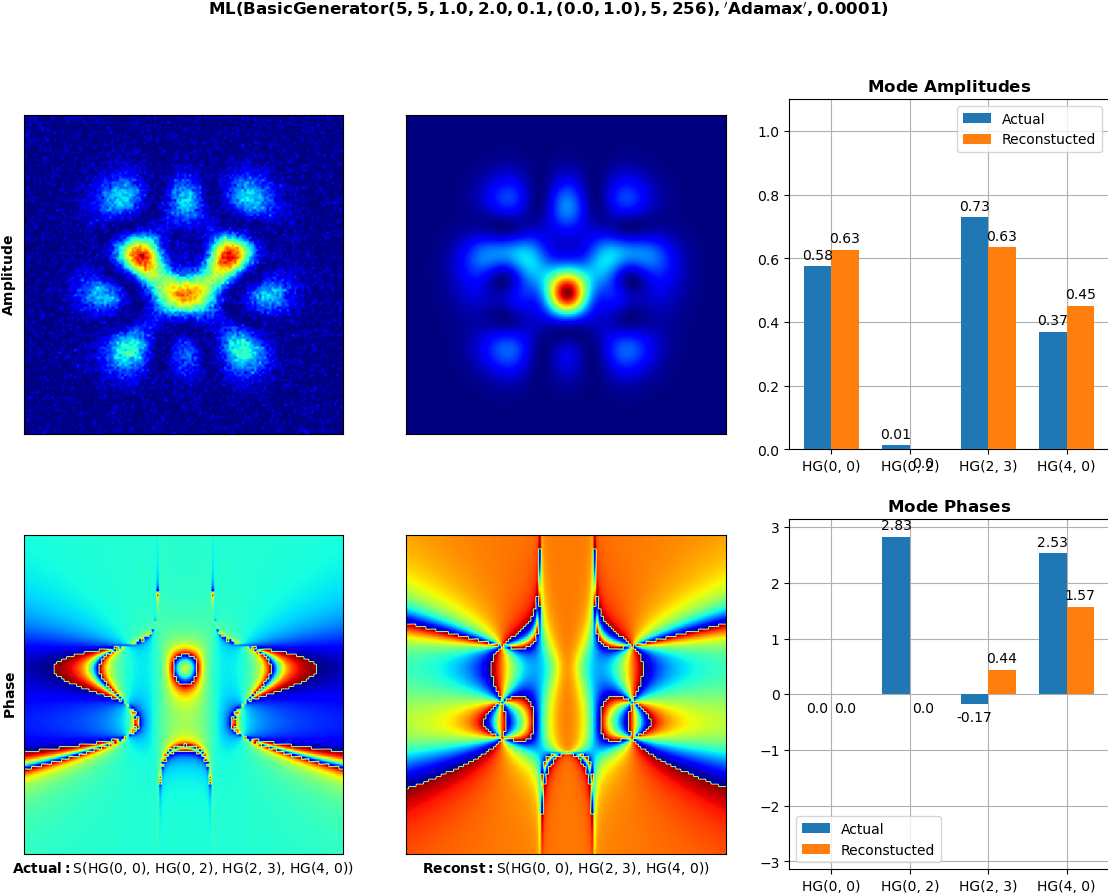 ML(BasicGenerator(5, 5, 1.0, 2.0, 0.1, (0.0, 1.0), 5, 256), ′Adamax′, 0.0001)
Amplitude
Mode Amplitudes
Actual
Reconstucted
1.0
0.8
0.6
0.4
0.2
0.0
0.58
0.63
0.01
0.0
0.73
0.63
0.37
0.45
HG(0, 0)
HG(0, 2)
HG(2, 3)
HG(4, 0)
Phase
Actual: S(HG(0, 0), HG(0, 2), HG(2, 3), HG(4, 0))
Reconst: S(HG(0, 0), HG(2, 3), HG(4, 0))
Mode Phases
3
2
1
0
−1
−2
−3
0.0
0.0
2.83
0.0
-0.17
0.44
2.53
1.57
Actual
Reconstucted
HG(0, 0)
HG(0, 2)
HG(2, 3)
HG(4, 0)